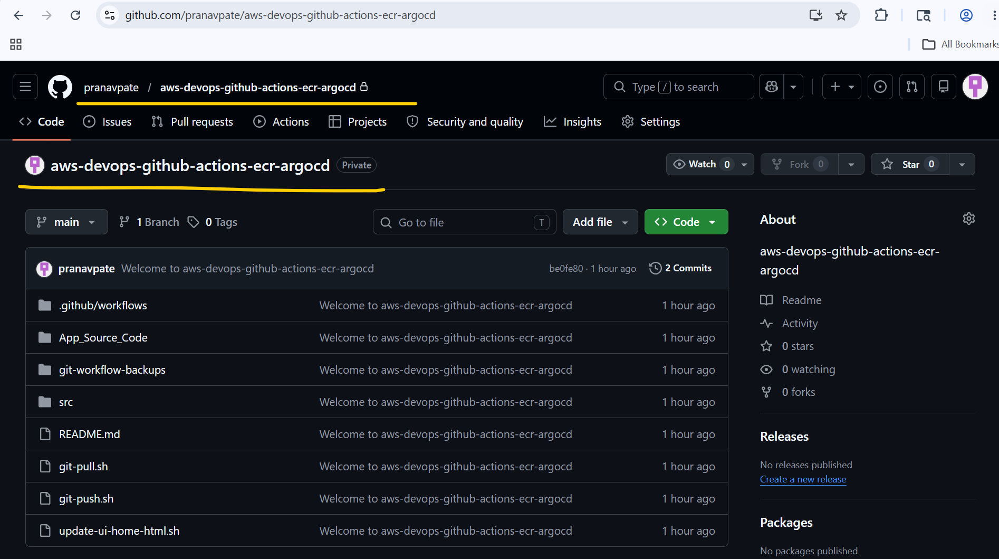 github.com/pranavpate/aws-devops-github-actions-ecr-argocd
All Bookmarks
pranavpate / aws-devops-github-actions-ecr-argocd
Type / to search
Code Issues Pull requests Actions Projects Security and quality Insights Settings
aws-devops-github-actions-ecr-argocd Private
Watch 0 Fork 0 Star 0
main 1 Branch 0 Tags
Go to file T Add file Code
pranavpate Welcome to aws-devops-github-actions-ecr-argocd be0fe80 · 1 hour ago 2 Commits
.github/workflows Welcome to aws-devops-github-actions-ecr-argocd 1 hour ago
App_Source_Code Welcome to aws-devops-github-actions-ecr-argocd 1 hour ago
git-workflow-backups Welcome to aws-devops-github-actions-ecr-argocd 1 hour ago
src Welcome to aws-devops-github-actions-ecr-argocd 1 hour ago
README.md Welcome to aws-devops-github-actions-ecr-argocd 1 hour ago
git-pull.sh Welcome to aws-devops-github-actions-ecr-argocd 1 hour ago
git-push.sh Welcome to aws-devops-github-actions-ecr-argocd 1 hour ago
update-ui-home-html.sh Welcome to aws-devops-github-actions-ecr-argocd 1 hour ago
About
aws-devops-github-actions-ecr-
argocd
Readme
Activity
0 stars
0 watching
0 forks
Releases
No releases published
Create a new release
Packages
No packages published